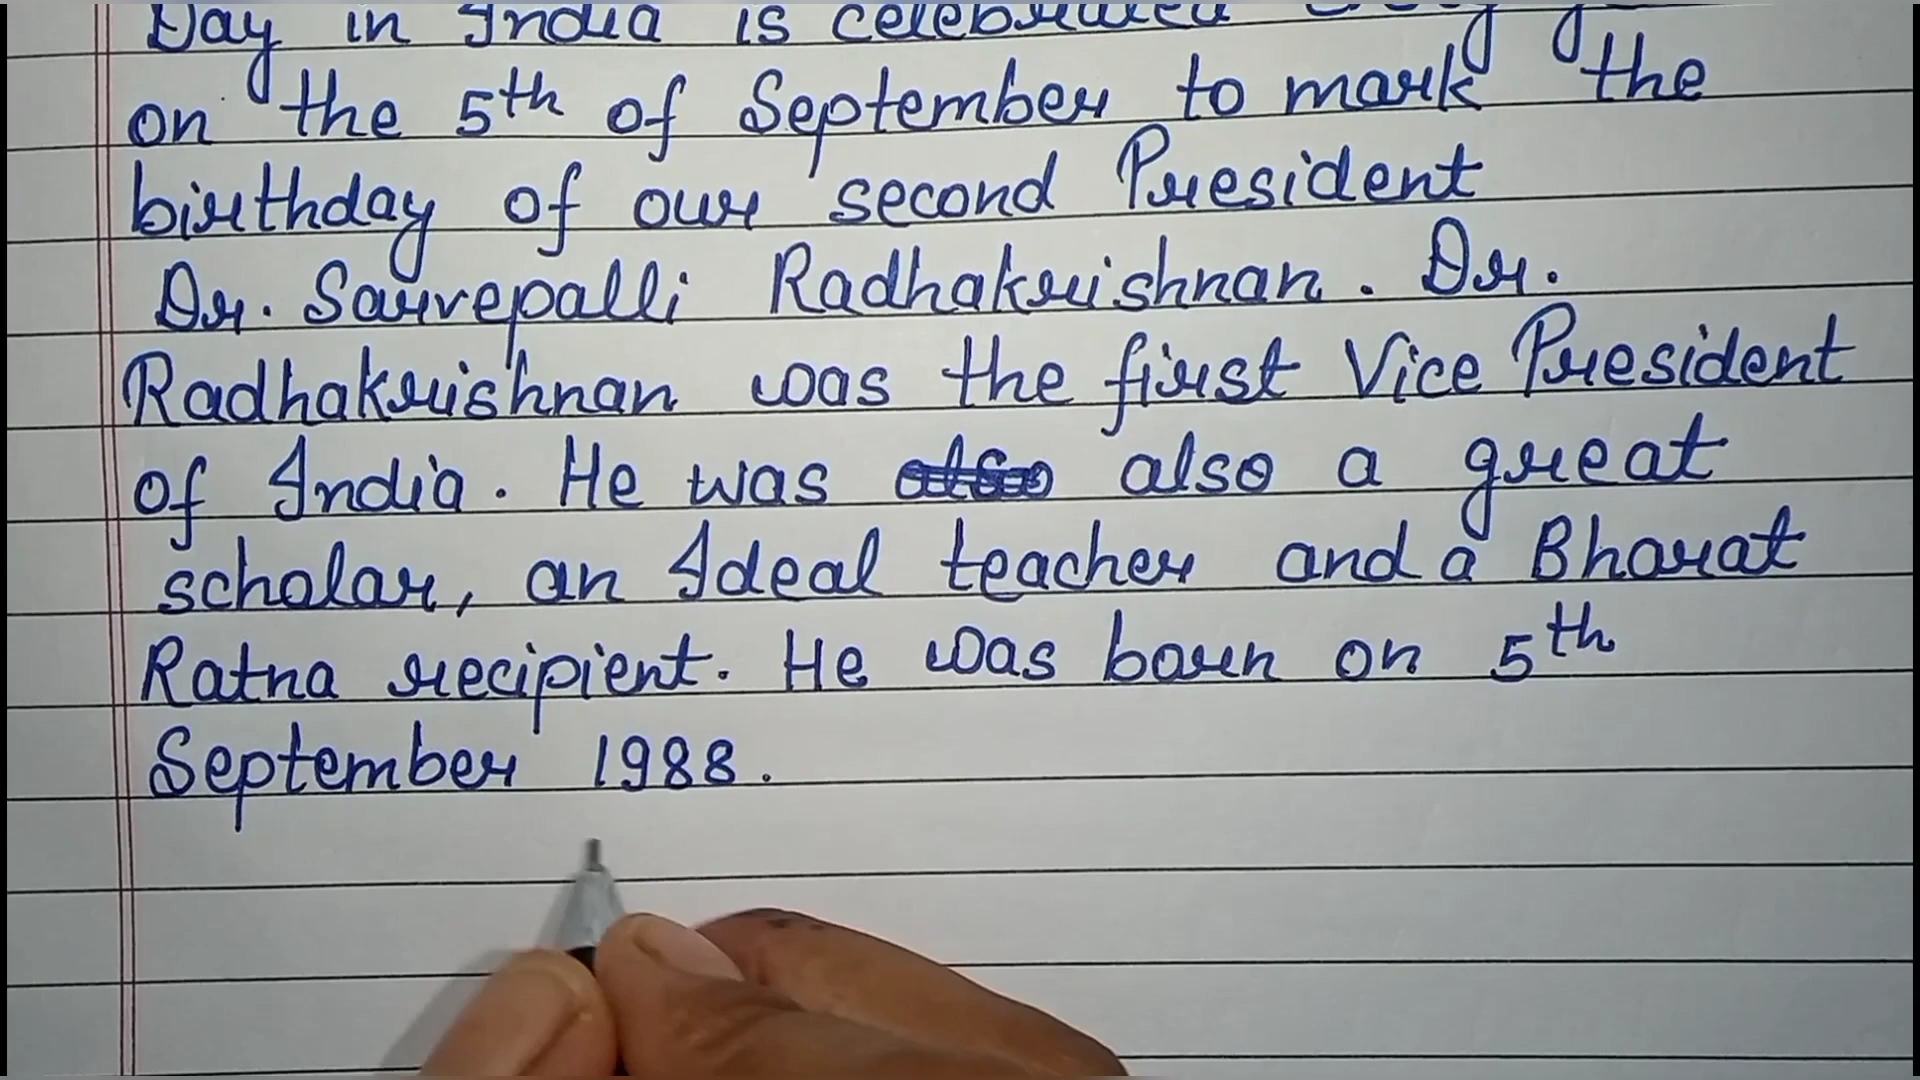 Day in India is celebrated
on the 5th of September to mark the
birthday of our second President
Dr. Sarvepalli Radhakrishnan. Dr.
Radhakrishnan was the first Vice President
of India. He was also a great
scholar, an Ideal teacher and a Bharat
Ratna recipient. He was born on 5th
September 1988.